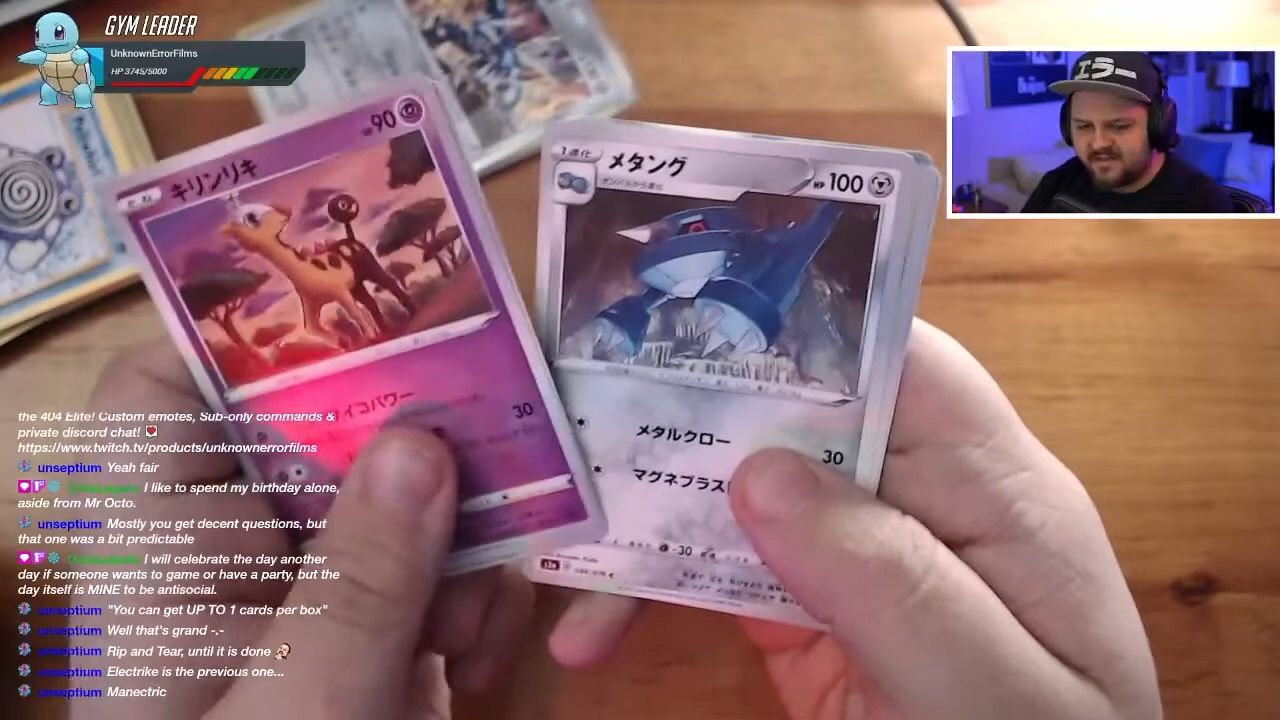 GYM LEADER
UnknownErrorFilms
HP 3745/5000
キリンリキ
90
1進化
メタング
HP 100
イコパワー
30
メタルクロー
30
マグネブラス
-30
the 404 Elite! Custom emotes, Sub-only commands &
private discord chat!
https://www.twitch.tv/products/unknownerrorfilms
unseptium Yeah fair
I like to spend my birthday alone,
aside from Mr Octo.
unseptium Mostly you get decent questions, but
that one was a bit predictable
I will celebrate the day another
day if someone wants to game or have a party, but the
day itself is MINE to be antisocial.
unseptium "You can get UP TO 1 cards per box"
unseptium Well that's grand -,-
unseptium Rip and Tear, until it is done
unseptium Electrike is the previous one...
unseptium Manectric